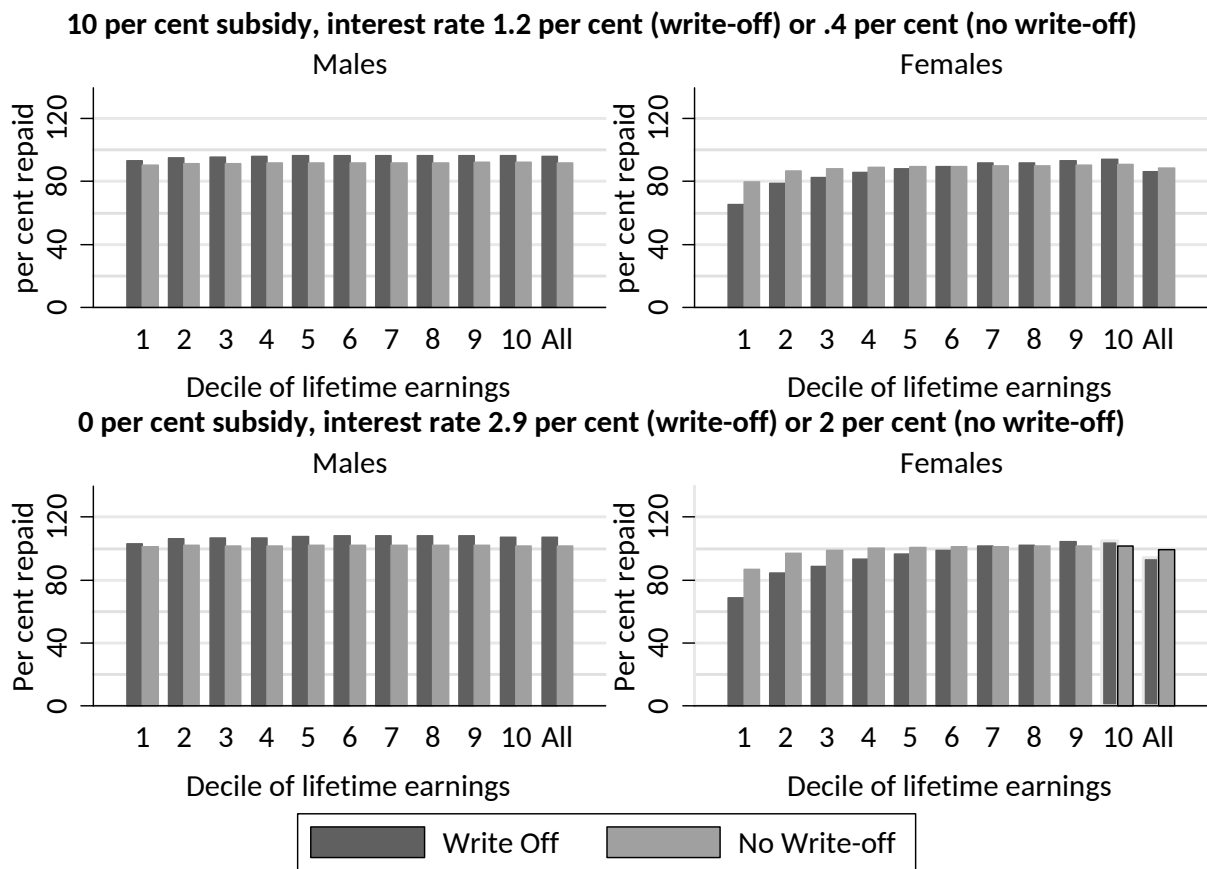 10 per cent subsidy, interest rate 1.2 per cent (write-off) or .4 per cent (no write-off)
Males
Females
per cent repaid
120
80
40
0
1 2 3 4 5 6 7 8 9 10 All
Decile of lifetime earnings
per cent repaid
120
80
40
0
1 2 3 4 5 6 7 8 9 10 All
Decile of lifetime earnings
0 per cent subsidy, interest rate 2.9 per cent (write-off) or 2 per cent (no write-off)
Males
Females
Per cent repaid
120
80
40
0
1 2 3 4 5 6 7 8 9 10 All
Decile of lifetime earnings
Per cent repaid
120
80
40
0
1 2 3 4 5 6 7 8 9 10 All
Decile of lifetime earnings
Write Off
No Write-off